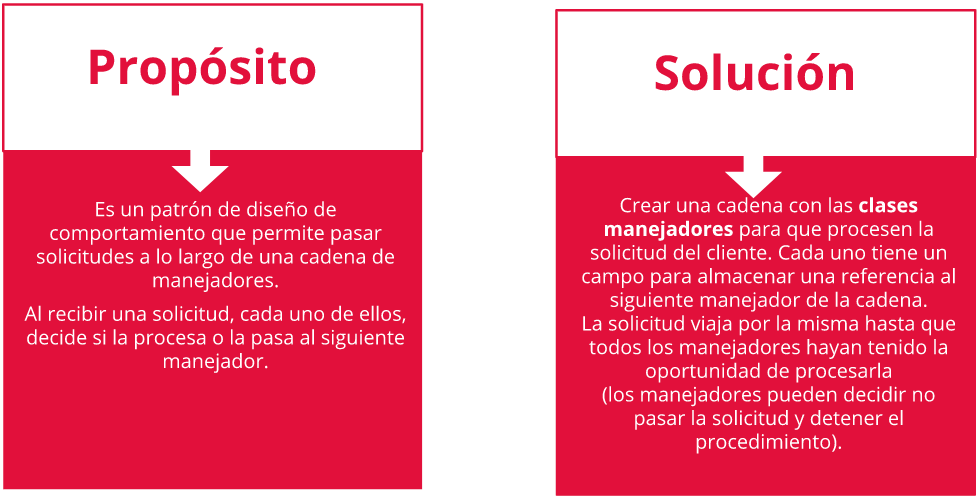 Propósito
Es un patrón de diseño de
comportamiento que permite pasar
solicitudes a lo largo de una cadena de
manejadores.
Al recibir una solicitud, cada uno de ellos,
decide si la procesa o la pasa al siguiente
manejador.
Solución
Crear una cadena con las clases
manejadores para que procesen la
solicitud del cliente. Cada uno tiene un
campo para almacenar una referencia al
siguiente manejador de la cadena.
La solicitud viaja por la misma hasta que
todos los manejadores hayan tenido la
oportunidad de procesarla
(los manejadores pueden decidir no
pasar la solicitud y detener el
procedimiento).